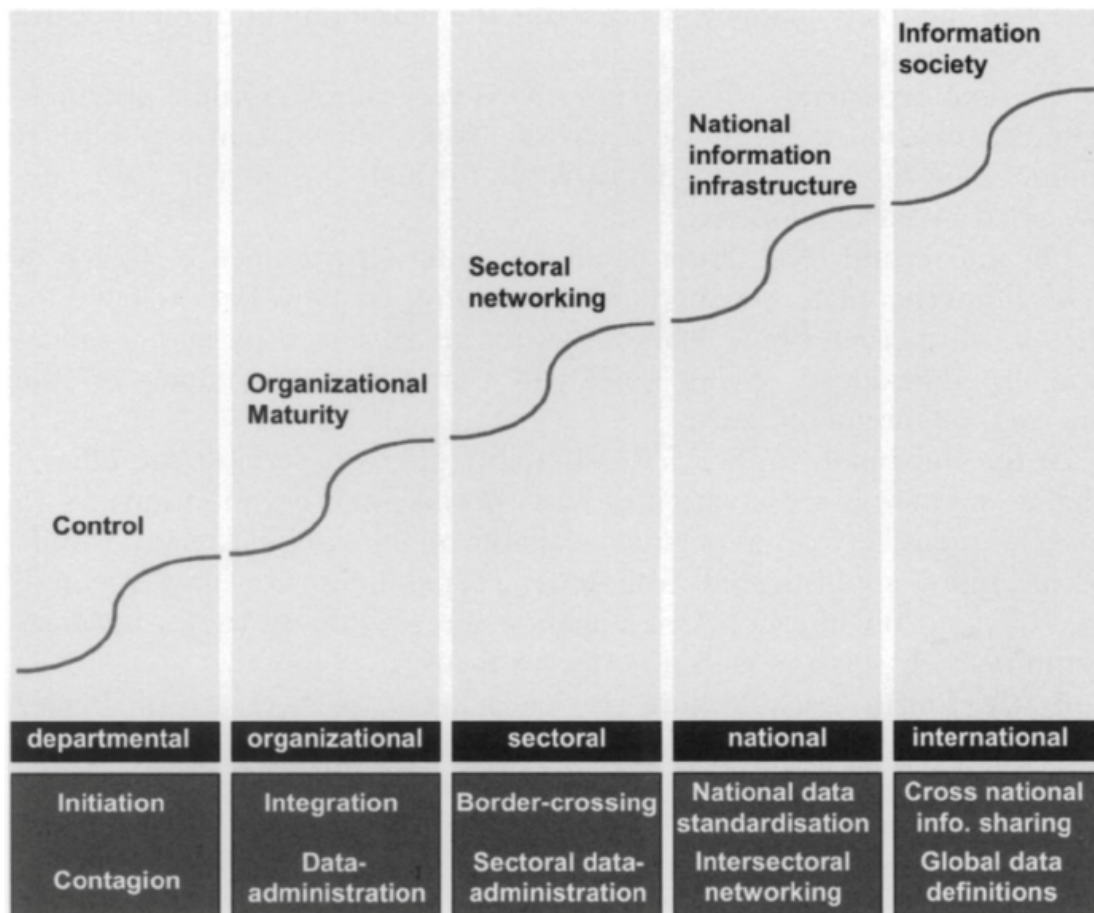 Information
society
National
information
infrastructure
Sectoral
networking
Organizational
Maturity
Control
departmental
organizational
sectoral
national
international
Initiation
Contagion
Integration
Data-
administration
Border-crossing
Sectoral data-
administration
National data
standardisation
Intersectoral
networking
Cross national
info. sharing
Global data
definitions